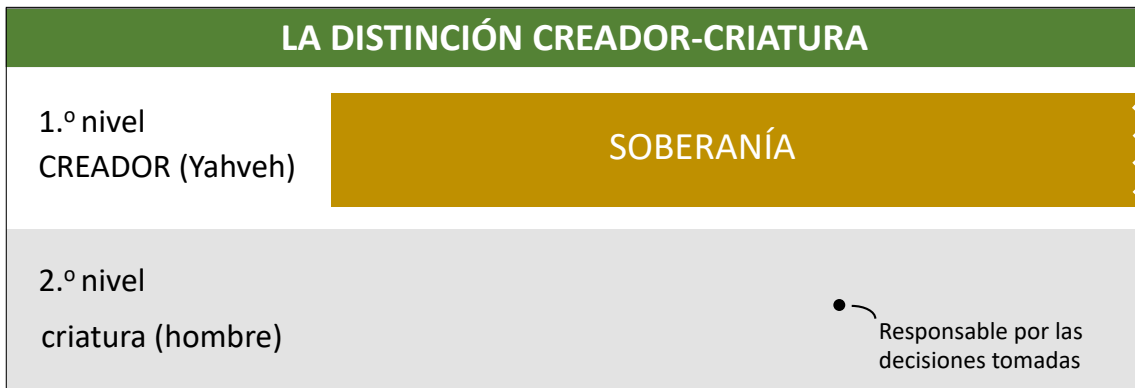 LA DISTINCIÓN CREADOR-CRIATURA
1.º nivel
CREADOR (Yahveh)
SOBERANÍA
2.º nivel
criatura (hombre)
Responsable por las
decisiones tomadas